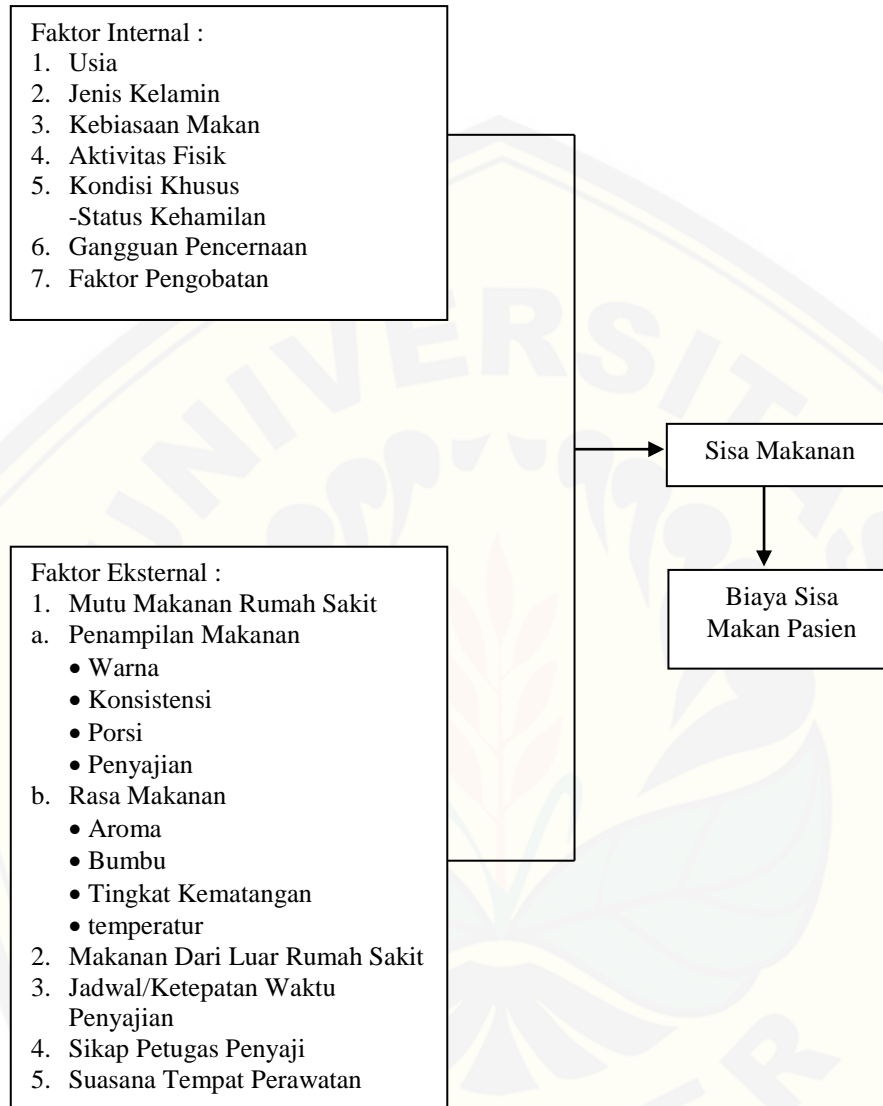 Faktor Internal :
1. Usia
2. Jenis Kelamin
3. Kebiasaan Makan
4. Aktivitas Fisik
5. Kondisi Khusus
-Status Kehamilan
6. Gangguan Pencernaan
7. Faktor Pengobatan
Sisa Makanan
Biaya Sisa
Makan Pasien
Faktor Eksternal :
1. Mutu Makanan Rumah Sakit
a. Penampilan Makanan
• Warna
• Konsistensi
• Porsi
• Penyajian
b. Rasa Makanan
• Aroma
• Bumbu
• Tingkat Kematangan
• temperatur
2. Makanan Dari Luar Rumah Sakit
3. Jadwal/Ketepatan Waktu
Penyajian
4. Sikap Petugas Penyaji
5. Suasana Tempat Perawatan
UNIVERSITAS